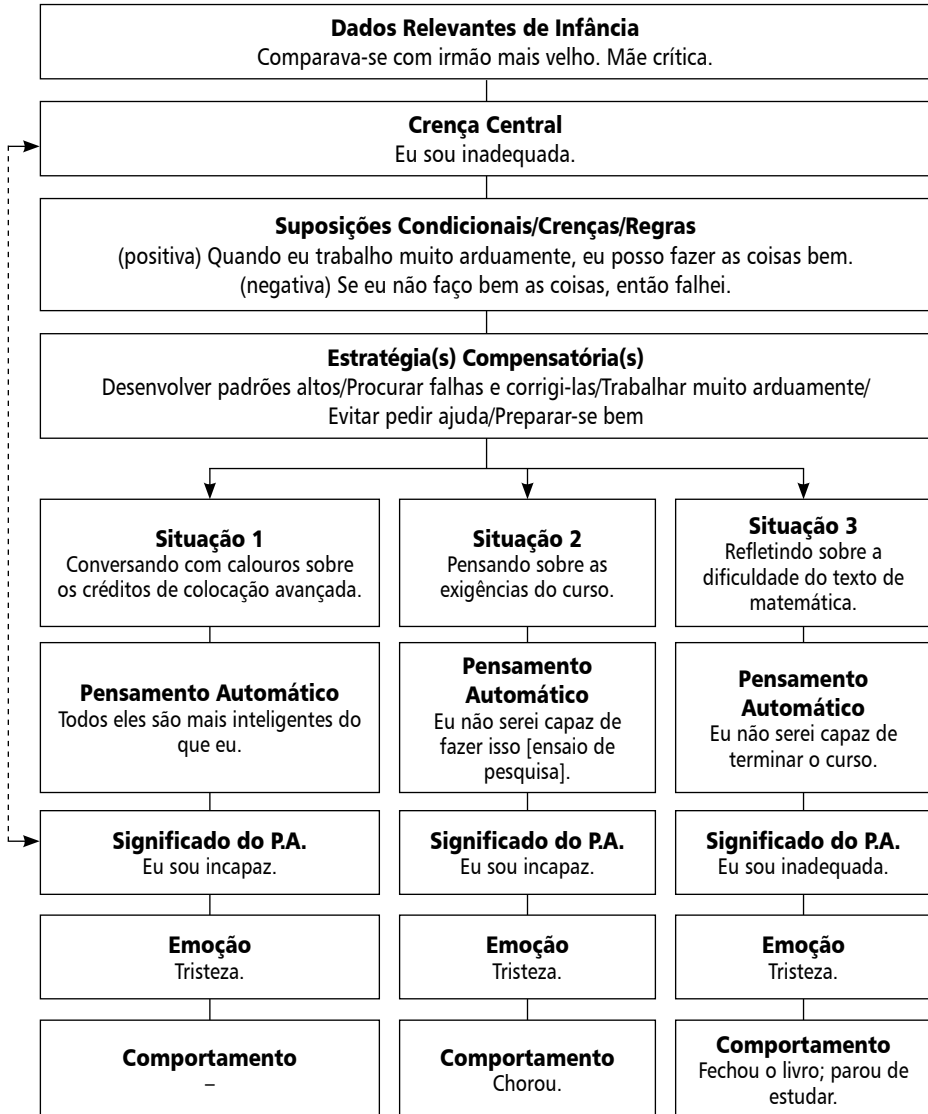 Dados Relevantes de Infância
Comparava-se com irmão mais velho. Mãe crítica.
Crença Central
Eu sou inadequada.
Suposições Condicionais/Crenças/Regras
(positiva) Quando eu trabalho muito arduamente, eu posso fazer as coisas bem.
(negativa) Se eu não faço bem as coisas, então falhei.
Estratégia(s) Compensatória(s)
Desenvolver padrões altos/Procurar falhas e corrigi-las/Trabalhar muito arduamente/
Evitar pedir ajuda/Preparar-se bem
Situação 1
Conversando com calouros sobre
os créditos de colocação avançada.
Situação 2
Pensando sobre as
exigências do curso.
Situação 3
Refletindo sobre a
dificuldade do texto de
matemática.
Pensamento Automático
Todos eles são mais inteligentes do
que eu.
Pensamento
Automático
Eu não serei capaz de
fazer isso [ensaio de
pesquisa].
Pensamento
Automático
Eu não serei capaz de
terminar o curso.
Significado do P.A.
Eu sou incapaz.
Significado do P.A.
Eu sou incapaz.
Significado do P.A.
Eu sou inadequada.
Emoção
Tristeza.
Emoção
Tristeza.
Emoção
Tristeza.
Comportamento
–
Comportamento
Chorou.
Comportamento
Fechou o livro; parou de
estudar.